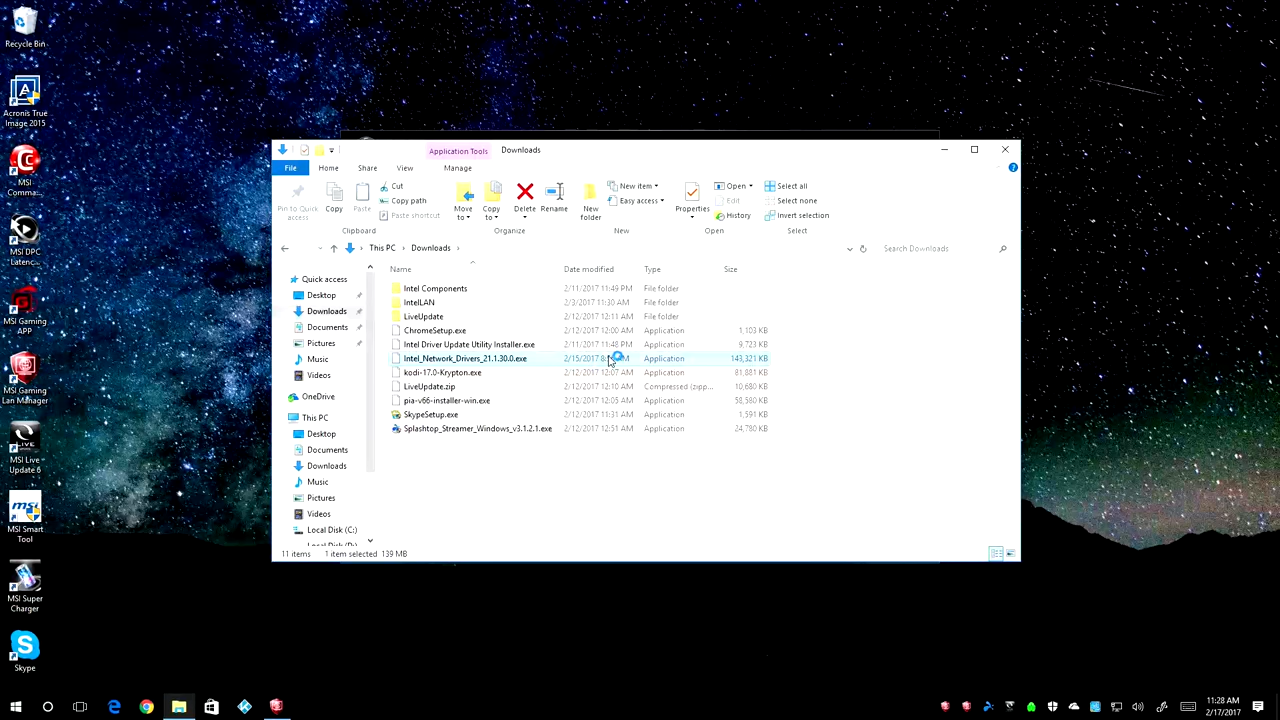 Recycle Bin
Acronis True
Image 2015
MSI
Comma...
MSI DPC
Latenc...
MSI Gaming
APP
MSI Gaming
Lan Manager
LIVE
MSI Live
Update 6
msi
MSI Smart
Tool
MSI Super
Charger
Skype
Application Tools
Downloads
File
Home
Share
View
Manage
Pin to Quick
access
Copy
Paste
Cut
Copy path
Paste shortcut
Clipboard
Move
to
Copy
to
Delete
Rename
Organize
New
folder
New item
Easy access
New
Properties
Open
Edit
History
Open
Select all
Select none
Invert selection
Select
This PC
Downloads
Search Downloads
Quick access
Desktop
Downloads
Documents
Pictures
Music
Videos
OneDrive
This PC
Desktop
Documents
Downloads
Music
Pictures
Videos
Local Disk (C:)
Name Date modified Type Size
Intel Components 2/11/2017 11:49 PM File folder
IntelLAN 2/3/2017 11:30 AM File folder
LiveUpdate 2/12/2017 12:11 AM File folder
ChromeSetup.exe 2/12/2017 12:00 AM Application 1,103 KB
Intel Driver Update Utility Installer.exe 2/11/2017 11:48 PM Application 9,723 KB
Intel_Network_Drivers_21.1.30.0.exe 2/15/2017 Application 143,321 KB
kodi-17.0-Krypton.exe 2/12/2017 12:07 AM Application 81,881 KB
LiveUpdate.zip 2/12/2017 12:10 AM Compressed (zipp... 10,680 KB
pia-v66-installer-win.exe 2/12/2017 12:05 AM Application 58,580 KB
SkypeSetup.exe 2/12/2017 11:31 AM Application 1,591 KB
Splashtop_Streamer_Windows_v3.1.2.1.exe 2/12/2017 12:51 AM Application 24,780 KB
11 items 1 item selected 139 MB
11:28 AM
2/17/2017